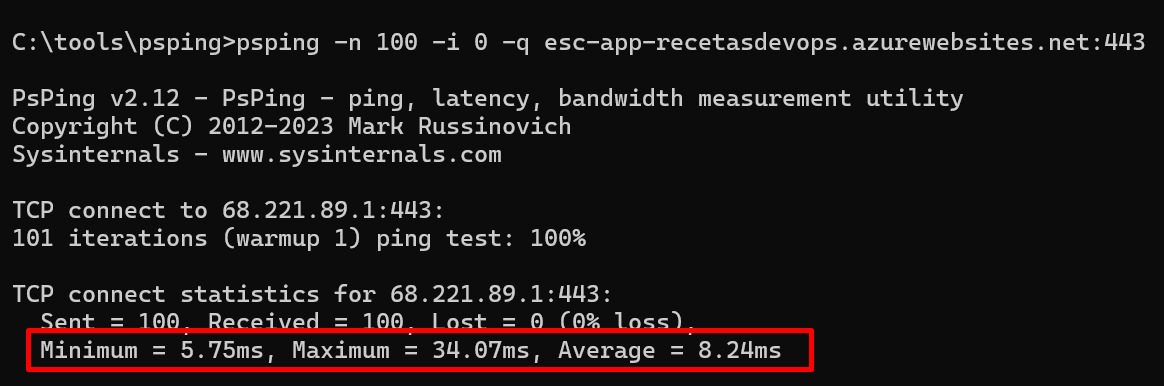 C:\tools\psping>psping -n 100 -i 0 -q esc-app-recetasdevops.azurewebsites.net:443
PsPing v2.12 - PsPing - ping, latency, bandwidth measurement utility
Copyright (C) 2012-2023 Mark Russinovich
Sysinternals - www.sysinternals.com
TCP connect to 68.221.89.1:443:
101 iterations (warmup 1) ping test: 100%
TCP connect statistics for 68.221.89.1:443:
Sent = 100, Received = 100, Lost = 0 (0% loss),
Minimum = 5.75ms, Maximum = 34.07ms, Average = 8.24ms